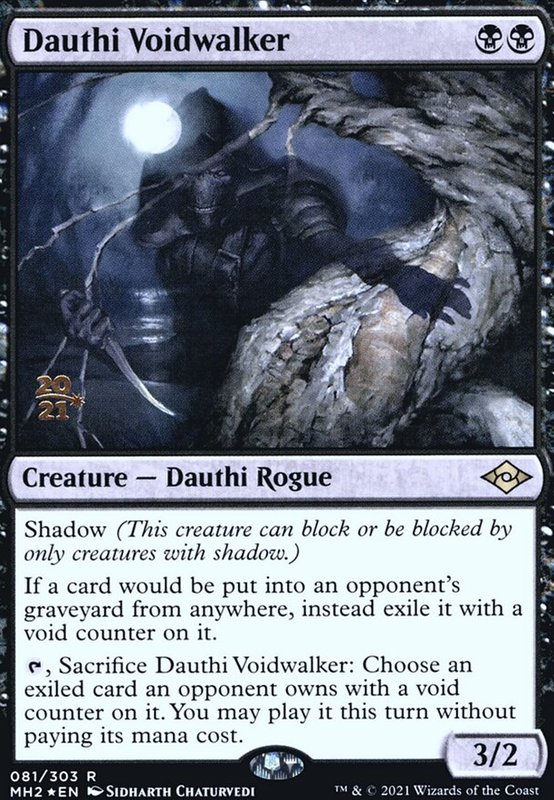 Dauthi Voidwalker
20
21
Creature — Dauthi Rogue
Shadow (This creature can block or be blocked by
only creatures with shadow.)
If a card would be put into an opponent's
graveyard from anywhere, instead exile it with a
void counter on it.
, Sacrifice Dauthi Voidwalker: Choose an
exiled card an opponent owns with a void
counter on it. You may play it this turn without
paying its mana cost.
3/2
081/303 R
MH2 ★ EN Sidharth Chaturvedi
™ & © 2021 Wizards of the Coast